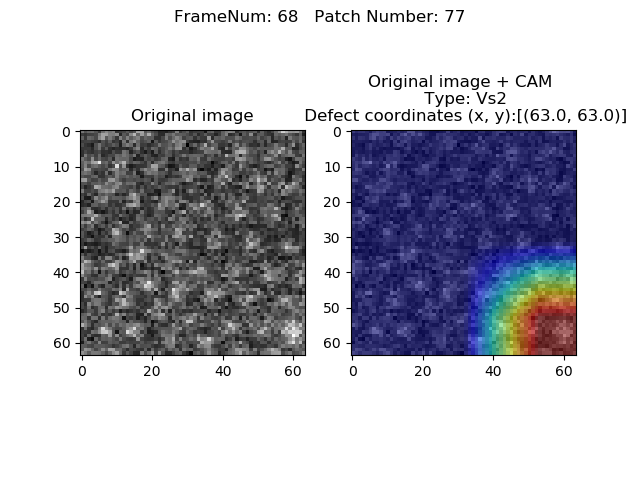 FrameNum: 68   Patch Number: 77
Original image + CAM
Type: Vs2
Original image
Defect coordinates (x, y):[(63.0, 63.0)]
0
10
20
30
40
50
60
0 20 40 60
0
10
20
30
40
50
60
0 20 40 60